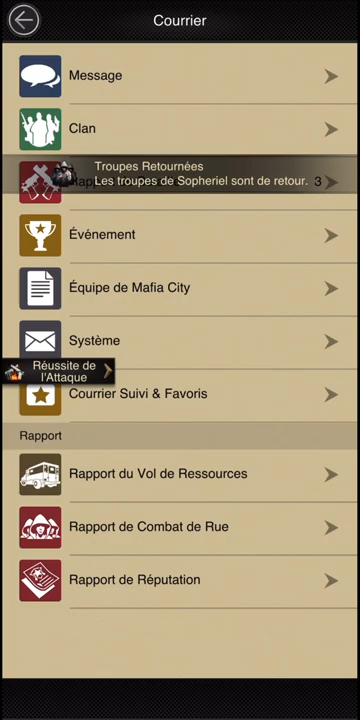 Courrier
Message
Clan
Troupes Retournées
Les troupes de Sopheriel sont de retour.
3
Événement
Équipe de Mafia City
Système
Réussite de
l'Attaque
Courrier Suivi & Favoris
Rapport
Rapport du Vol de Ressources
Rapport de Combat de Rue
Rapport de Réputation